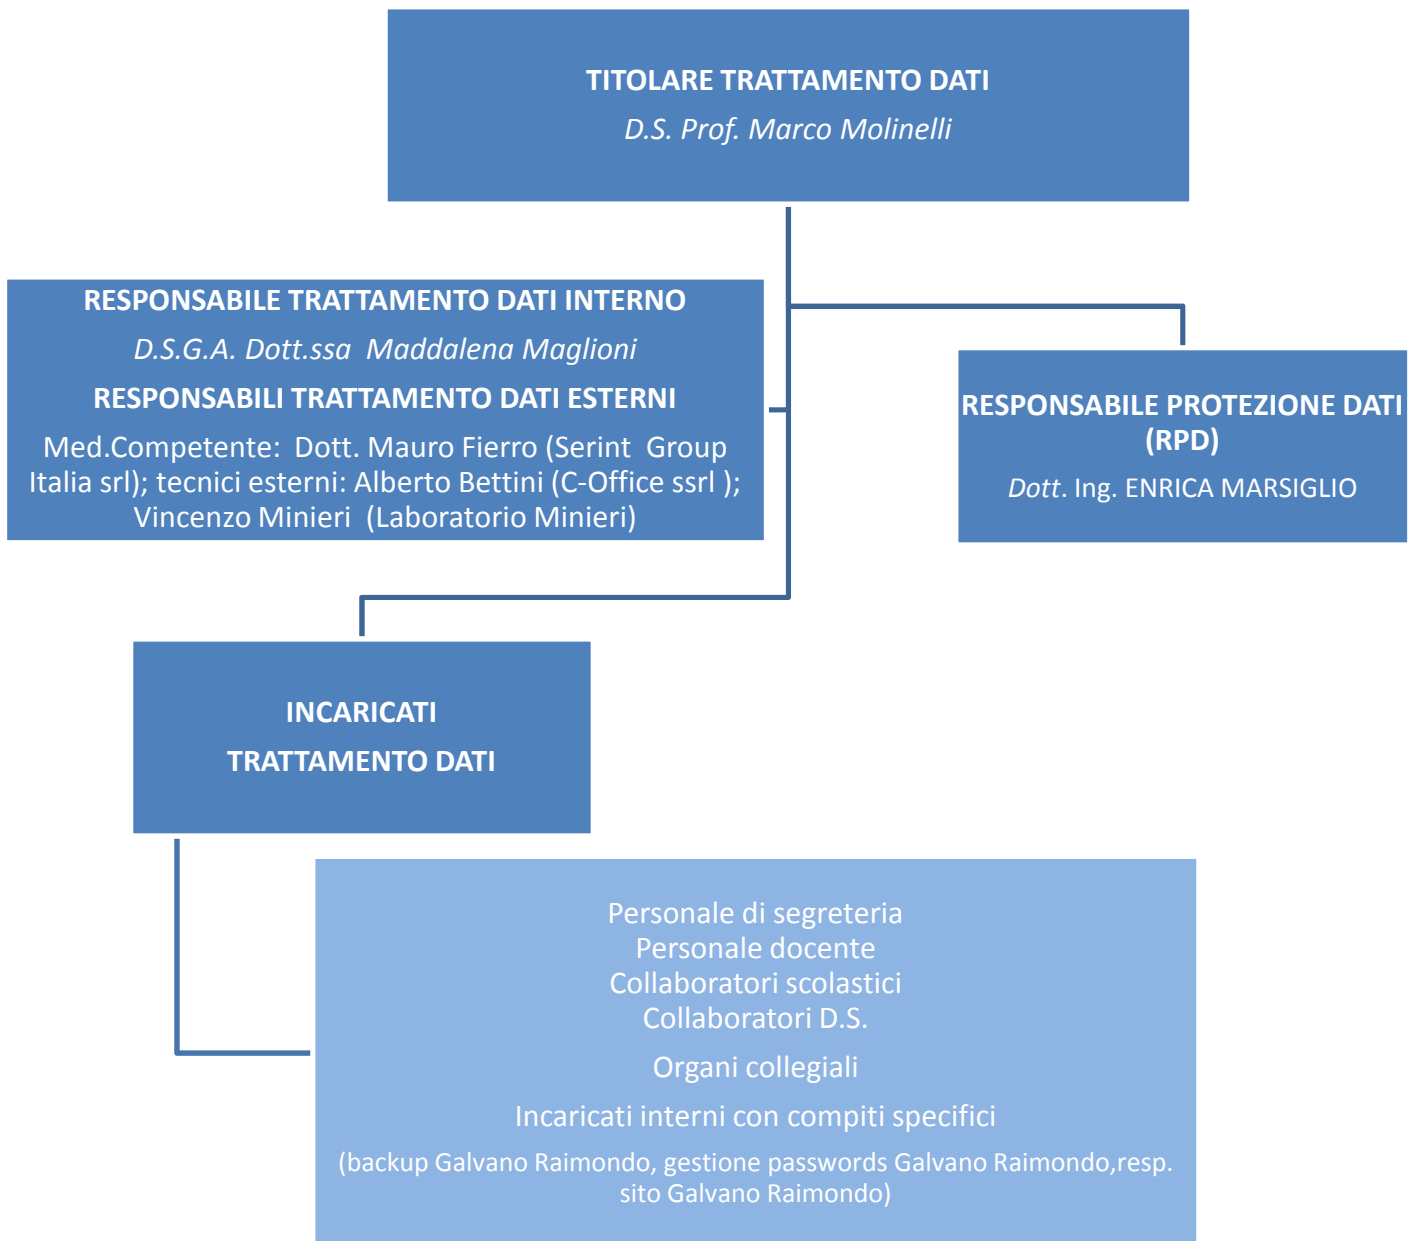 TITOLARE TRATTAMENTO DATI
D.S. Prof. Marco Molinelli
RESPONSABILE TRATTAMENTO DATI INTERNO
D.S.G.A. Dott.ssa Maddalena Maglioni
RESPONSABILI TRATTAMENTO DATI ESTERNI
Med.Competente: Dott. Mauro Fierro (Serint Group
Italia srl); tecnici esterni: Alberto Bettini (C-Office ssrl );
Vincenzo Minieri (Laboratorio Minieri)
RESPONSABILE PROTEZIONE DATI
(RPD)
Dott. Ing. ENRICA MARSIGLIO
INCARICATI
TRATTAMENTO DATI
Personale di segreteria
Personale docente
Collaboratori scolastici
Collaboratori D.S.
Organi collegiali
Incaricati interni con compiti specifici
(backup Galvano Raimondo, gestione passwords Galvano Raimondo,resp.
sito Galvano Raimondo)